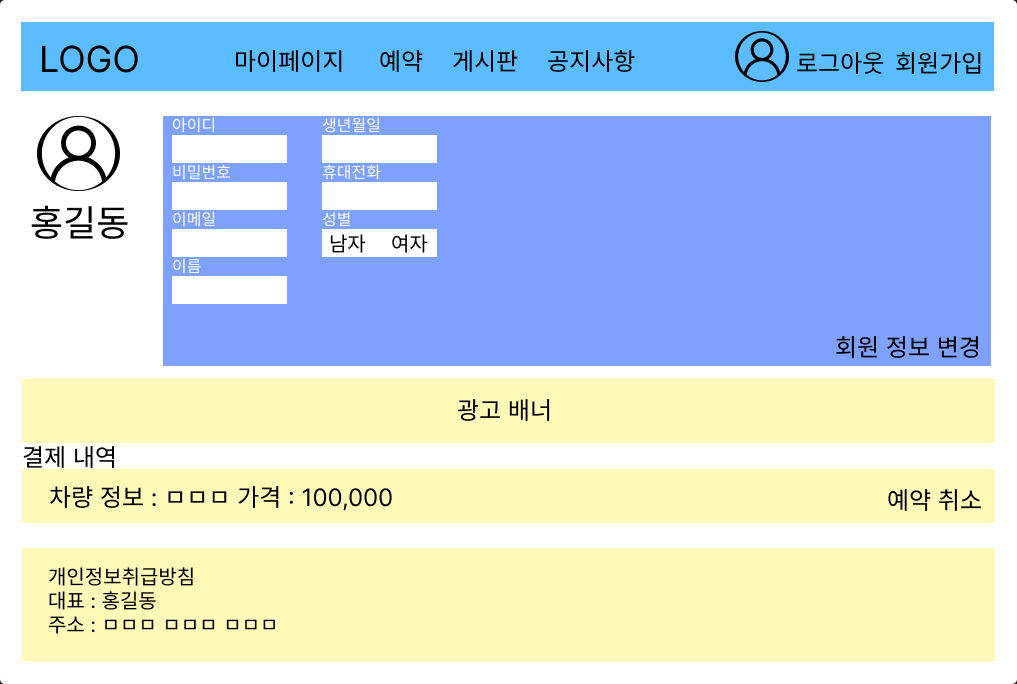 LOGO 마이페이지 예약 게시판 공지사항 로그아웃 회원가입
홍길동
아이디 생년월일
비밀번호 휴대전화
이메일 성별
남자 여자
이름
회원 정보 변경
광고 배너
결제 내역
차량 정보 : ㅁㅁㅁ 가격 : 100,000 예약 취소
개인정보취급방침
대표 : 홍길동
주소 : ㅁㅁㅁ ㅁㅁㅁ ㅁㅁㅁ